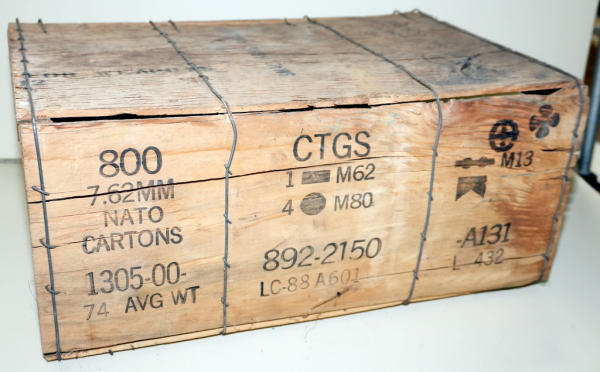 800
7.62MM
NATO
CARTONS
1305-00-
74 AVG WT
CTGS
1 M62
4 M80
892-2150
LC-88 A601
M13
-A131
L 432